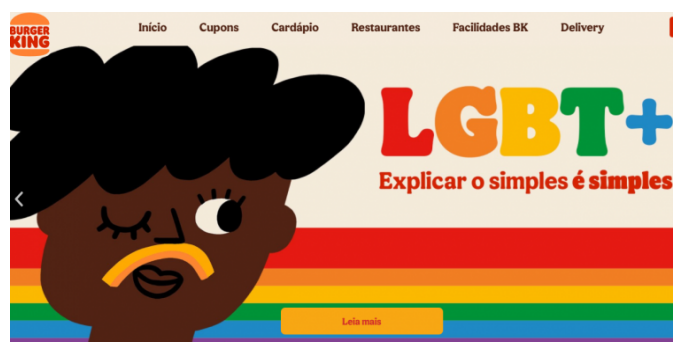 BURGER
KING
Início Cupons Cardápio Restaurantes Facilidades BK Delivery
LGBT+
Explicar o simples é simples
Leia mais